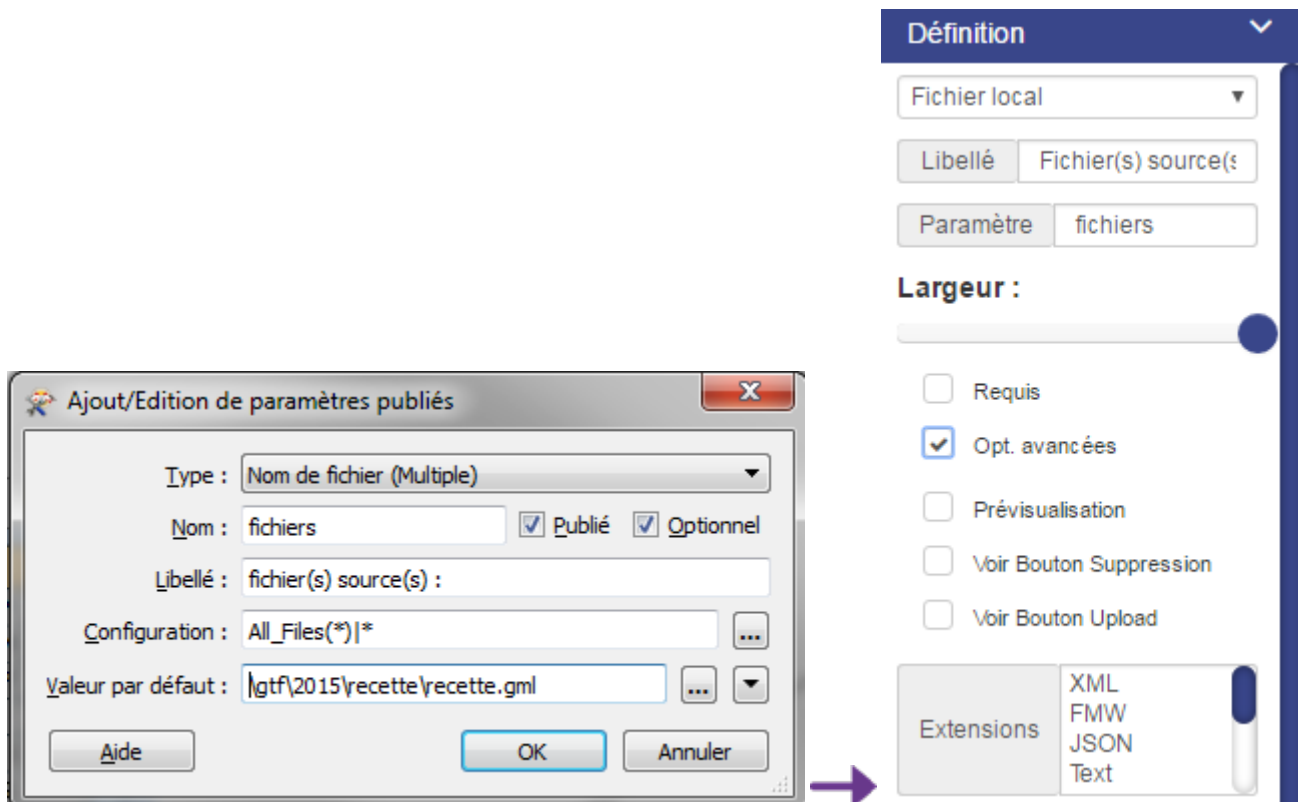 Définition
Fichier local
Libellé Fichier(s) source(s
Paramètre fichiers
Largeur :
Requis
Opt. avancées
Prévisualisation
Voir Bouton Suppression
Voir Bouton Upload
Extensions
XML
FMW
JSON
Text
Ajout/Edition de paramètres publiés
Type : Nom de fichier (Multiple)
Nom : fichiers Publié Optionnel
Libellé : fichier(s) source(s) :
Configuration : All_Files(*)|* ...
Valeur par défaut : \gtf\2015\recette\recette.gml ...
Aide OK Annuler